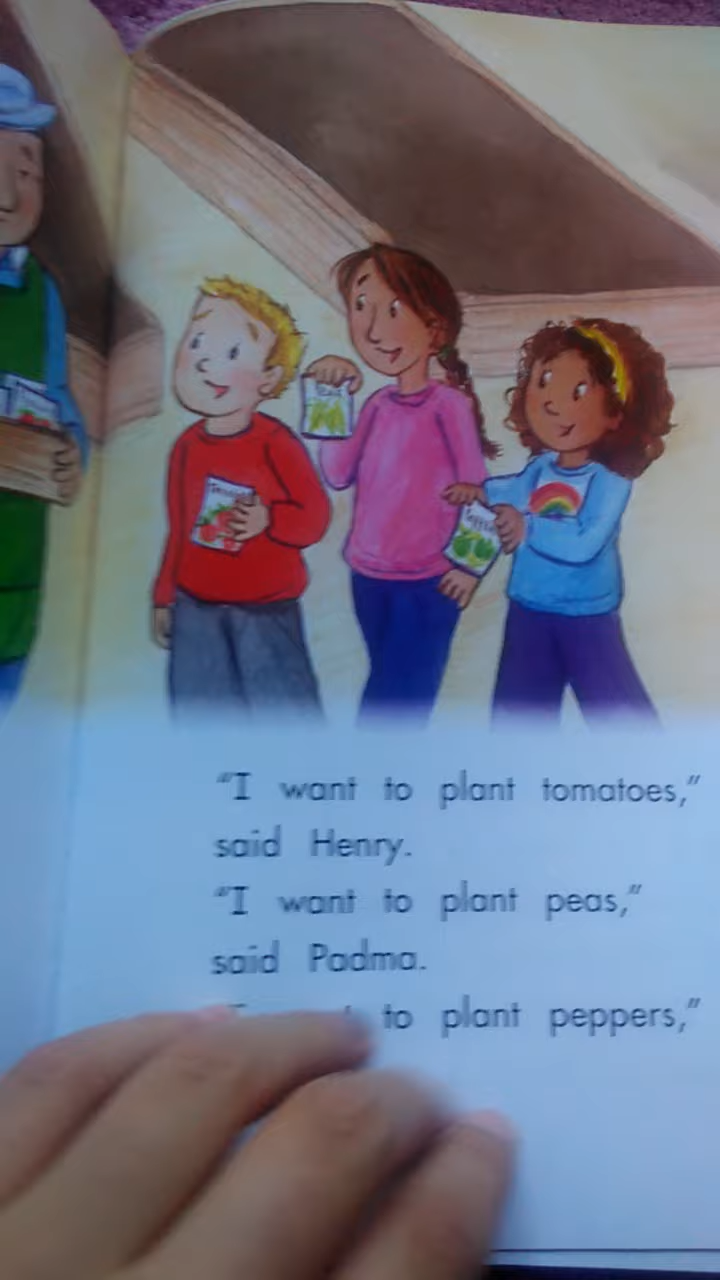 "I want to plant tomatoes,"
said Henry.
"I want to plant peas,"
said Padma.
to plant peppers,"